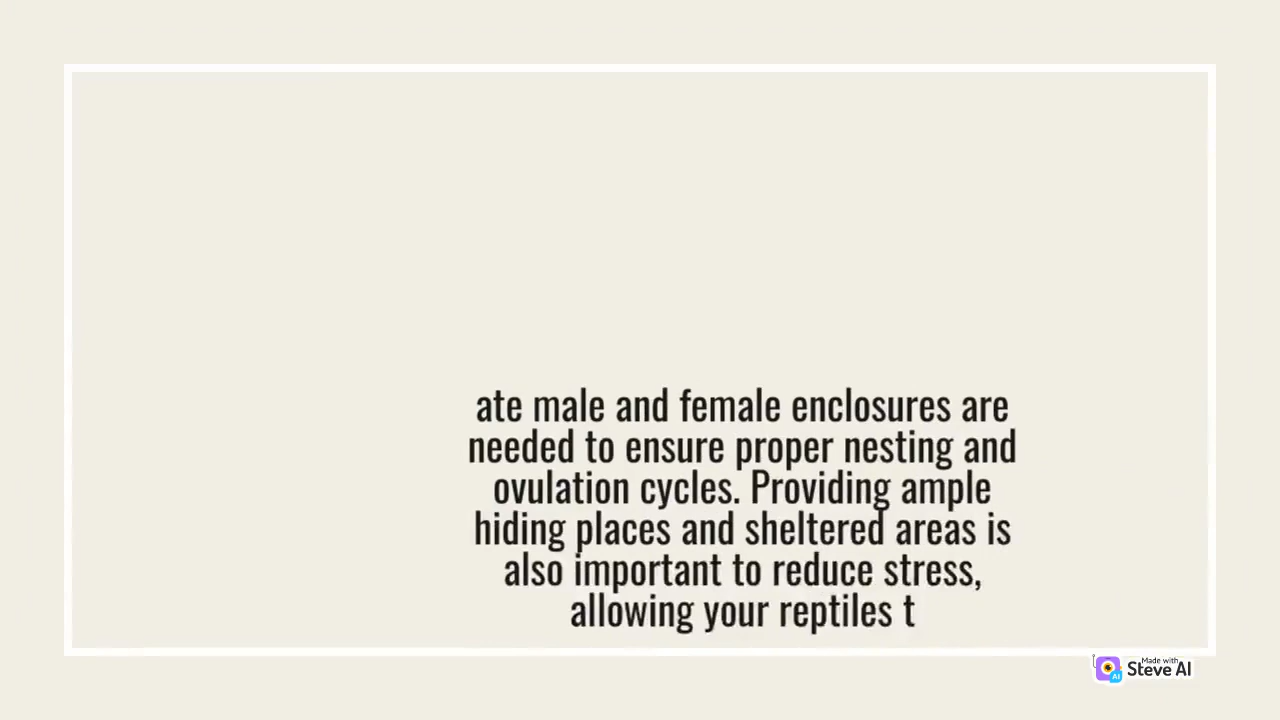 ate male and female enclosures are
needed to ensure proper nesting and
ovulation cycles. Providing ample
hiding places and sheltered areas is
also important to reduce stress,
allowing your reptiles t
Made with
AI Steve AI